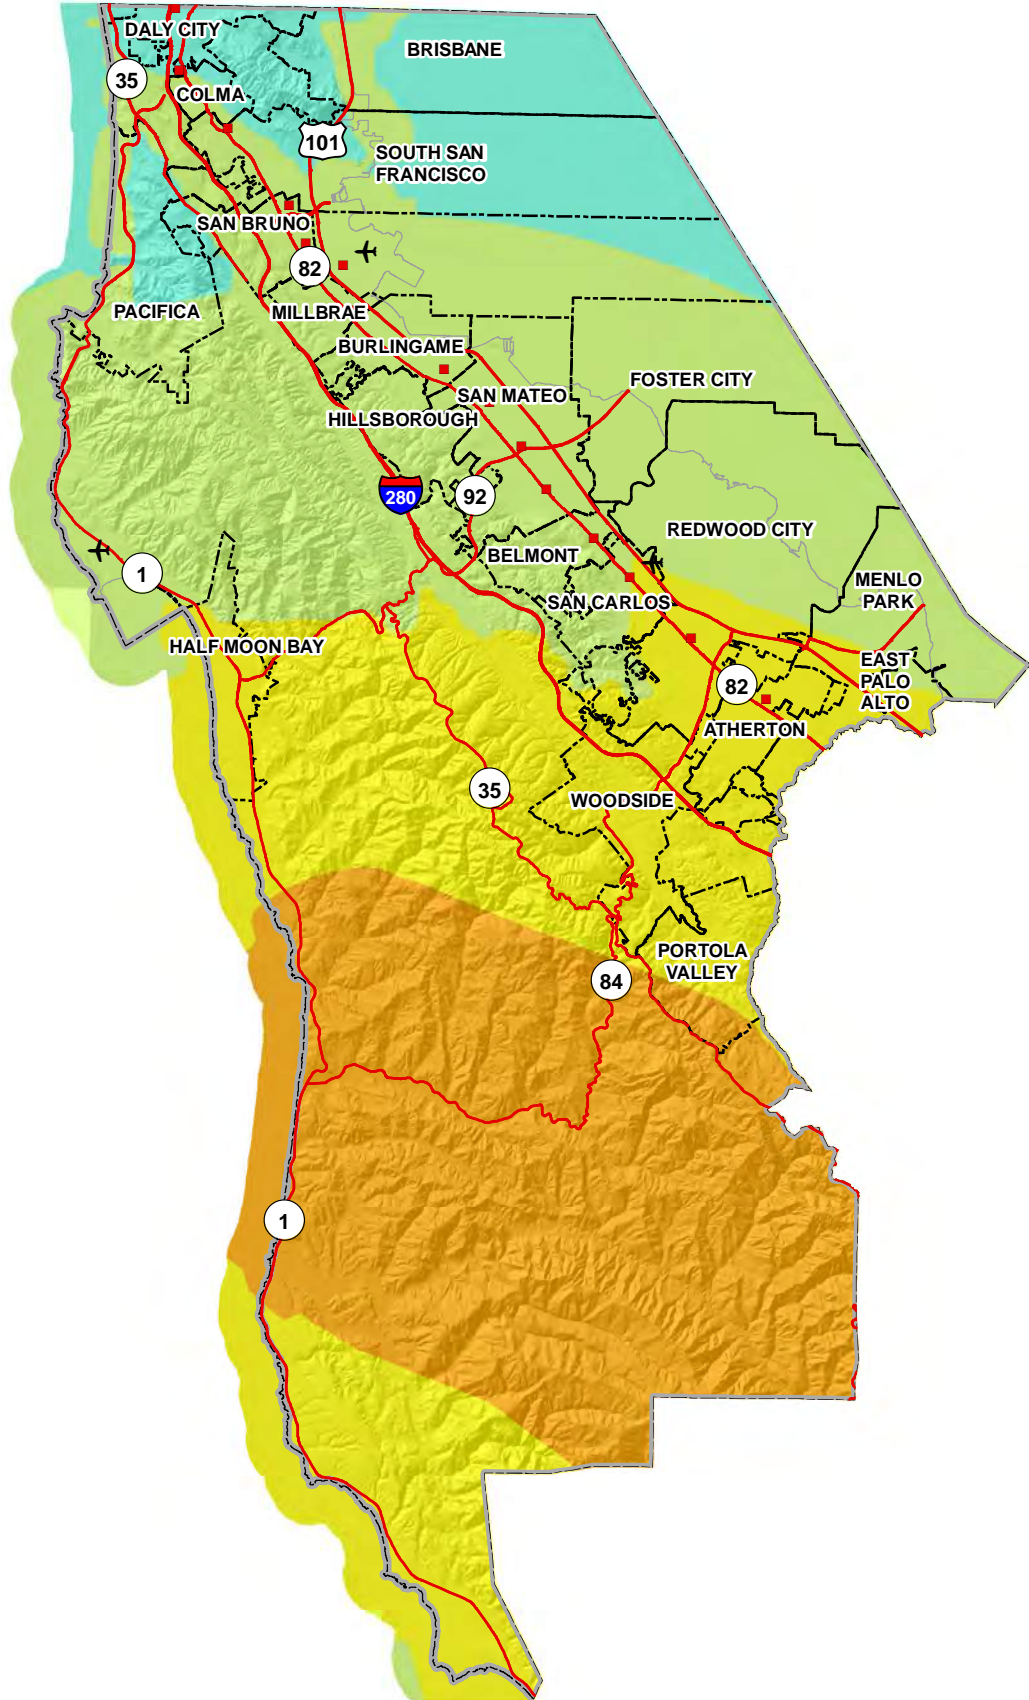 DALY CITY
BRISBANE
35
COLMA
101
SOUTH SAN
FRANCISCO
SAN BRUNO
82
PACIFICA
MILLBRAE
BURLINGAME
FOSTER CITY
SAN MATEO
HILLSBOROUGH
280
92
REDWOOD CITY
BELMONT
1
MENLO
PARK
SAN CARLOS
HALF MOON BAY
EAST
PALO
ALTO
82
ATHERTON
35
WOODSIDE
PORTOLA
VALLEY
84
1